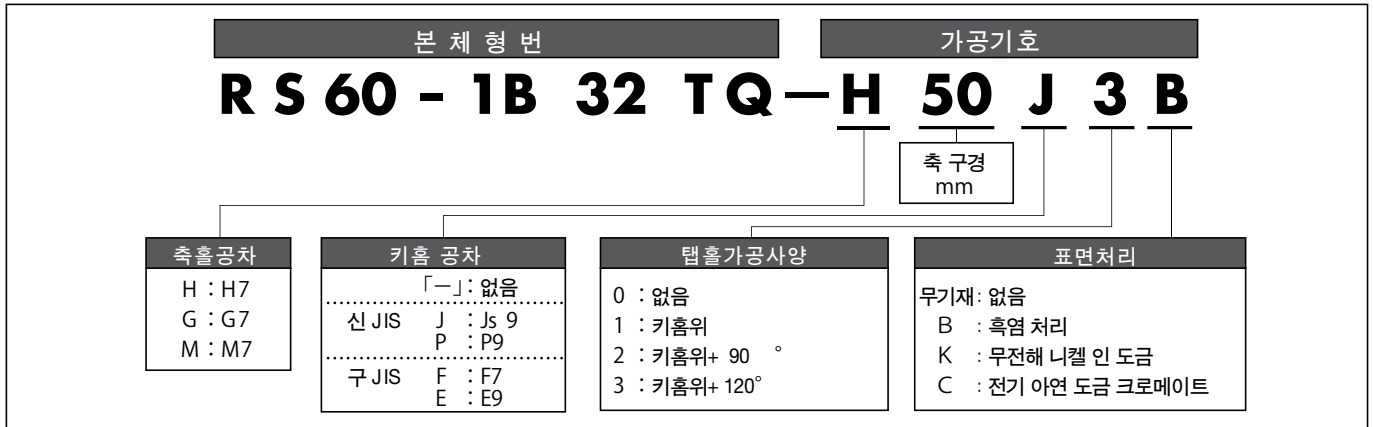 본 체 형 번
가공기호
R S 60 - 1B 32 T Q — H 50 J 3 B
축 구경
mm
축홀공차
H : H7
G : G7
M : M7
키홈 공차
「-」: 없음
신 JIS J : Js 9
P : P9
구 JIS F : F7
E : E9
탭홀가공사양
0 : 없음
1 : 키홈위
2 : 키홈위+ 90 °
3 : 키홈위+ 120°
표면처리
무기재 : 없음
B : 흑염 처리
K : 무전해 니켈 인 도금
C : 전기 아연 도금 크로메이트